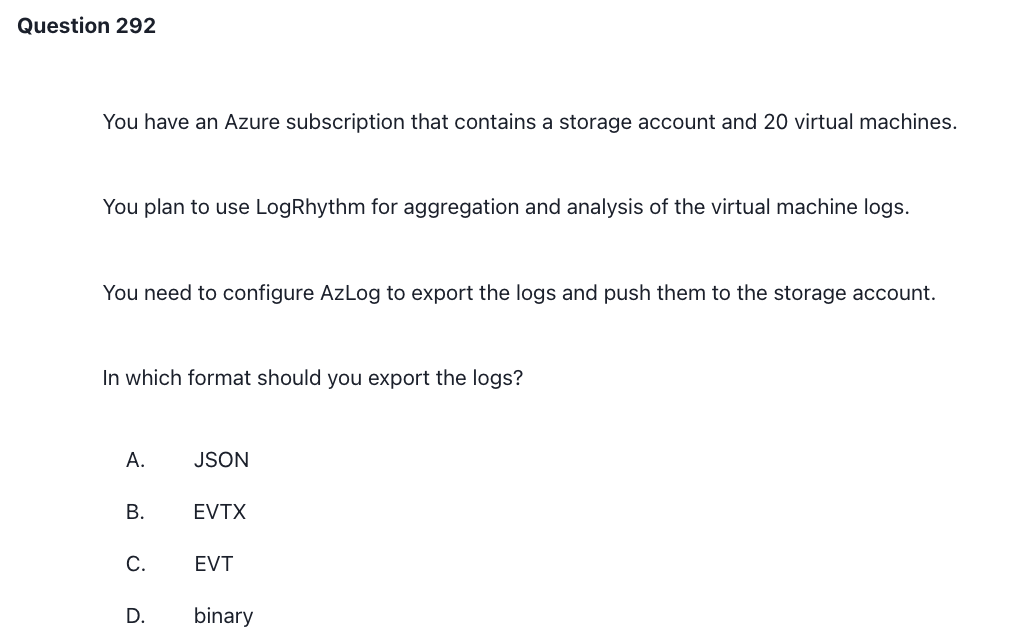 Question 292
You have an Azure subscription that contains a storage account and 20 virtual machines.
You plan to use LogRhythm for aggregation and analysis of the virtual machine logs.
You need to configure AzLog to export the logs and push them to the storage account.
In which format should you export the logs?
A. JSON
B. EVTX
C. EVT
D. binary